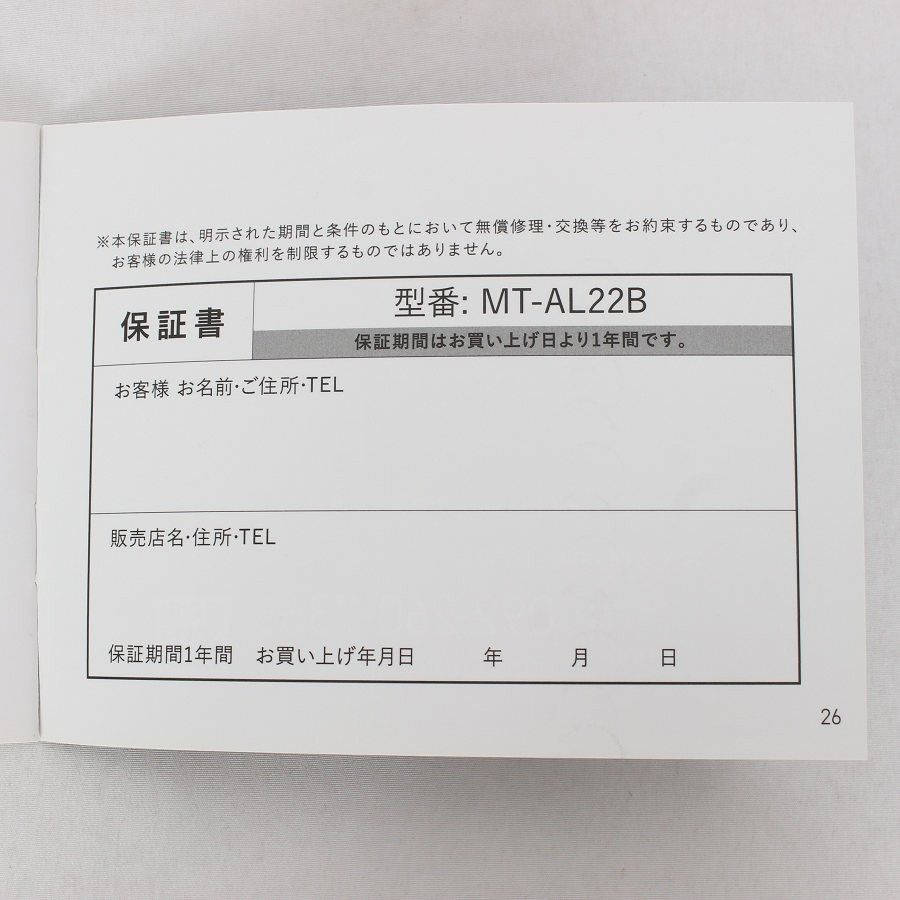 ※本保証書は、明示された期間と条件のもとにおいて無償修理・交換等をお約束するものであり、
お客様の法律上の権利を制限するものではありません。
保証書
型番: MT-AL22B
保証期間はお買い上げ日より1年間です。
お客様 お名前・ご住所・TEL
販売店名・住所・TEL
保証期間1年間 お買い上げ年月日 年 月 日
26